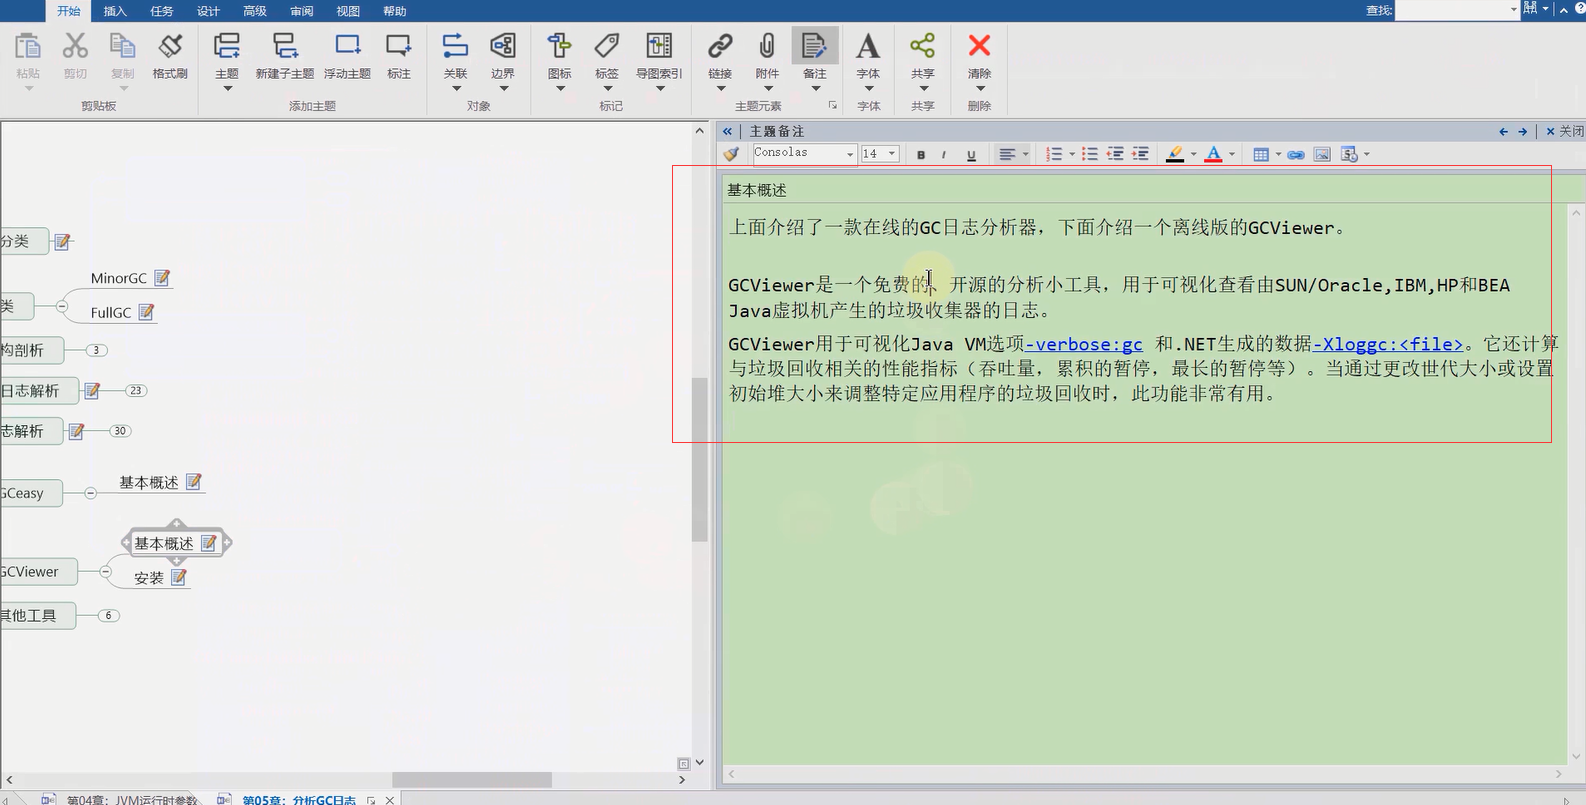 开始 插入 任务 设计 高级 审阅 视图 帮助 查找:
粘贴 剪切 复制 格式刷 主题 新建子主题 浮动主题 标注 关联 边界 图标 标签 导图索引 链接 附件 备注 字体 共享 清除
剪贴板 添加主题 对象 标记 主题元素 字体 共享 删除
分类
MinorGC
类
FullGC
构剖析 3
日志解析 23
志解析 30
基本概述
GCeasy
基本概述
GCViewer
安装
其他工具 6
主题备注 关闭
Consolas 14 B I U A
基本概述
上面介绍了一款在线的GC日志分析器，下面介绍一个离线版的GCViewer。
GCViewer是一个免费的、开源的分析小工具，用于可视化查看由SUN/Oracle,IBM,HP和BEA
Java虚拟机产生的垃圾收集器的日志。
GCViewer用于可视化Java VM选项-verbose:gc 和.NET生成的数据-Xloggc:<file>。它还计算
与垃圾回收相关的性能指标（吞吐量，累积的暂停，最长的暂停等）。当通过更改世代大小或设置
初始堆大小来调整特定应用程序的垃圾回收时，此功能非常有用。
第04章：JVM运行时参数 第05章：分析GC日志